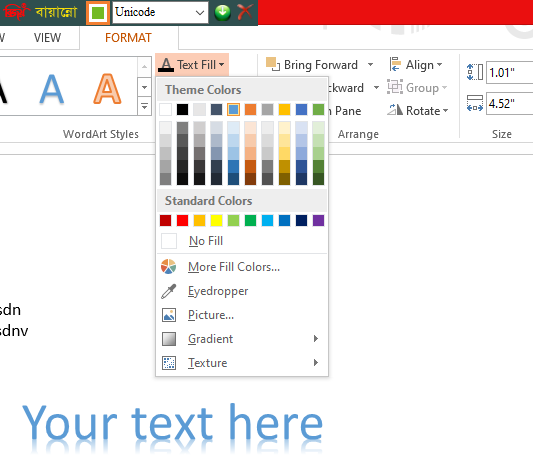 বায়ান্নো Unicode
VIEW FORMAT
A Text Fill Bring Forward Align 1.01"
Theme Colors
ckward Group
n Pane Rotate 4.52"
A A
WordArt Styles Arrange Size
Standard Colors
No Fill
More Fill Colors...
Eyedropper
Picture...
Gradient
Texture
sdn
sdnv
Your text here